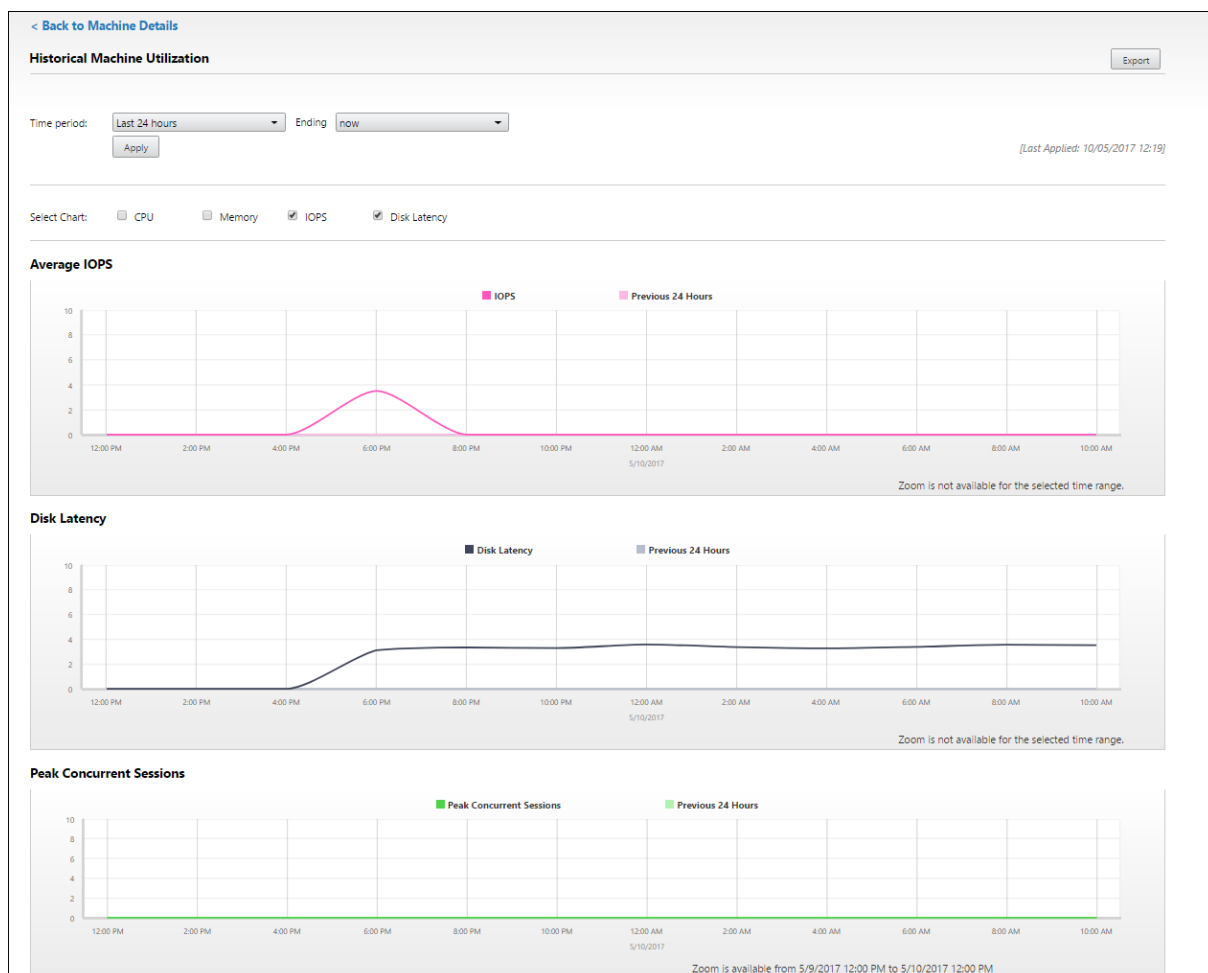 < Back to Machine Details
Historical Machine Utilization
Export
Time period: Last 24 hours Ending now
Apply
[Last Applied: 10/05/2017 12:19]
Select Chart: CPU Memory IOPS Disk Latency
Average IOPS
IOPS Previous 24 Hours
10
8
6
4
2
0
12:00 PM 2:00 PM 4:00 PM 6:00 PM 8:00 PM 10:00 PM 12:00 AM 2:00 AM 4:00 AM 6:00 AM 8:00 AM 10:00 AM
5/10/2017
Zoom is not available for the selected time range.
Disk Latency
Disk Latency Previous 24 Hours
10
8
6
4
2
0
12:00 PM 2:00 PM 4:00 PM 6:00 PM 8:00 PM 10:00 PM 12:00 AM 2:00 AM 4:00 AM 6:00 AM 8:00 AM 10:00 AM
5/10/2017
Zoom is not available for the selected time range.
Peak Concurrent Sessions
Peak Concurrent Sessions Previous 24 Hours
10
8
6
4
2
0
12:00 PM 2:00 PM 4:00 PM 6:00 PM 8:00 PM 10:00 PM 12:00 AM 2:00 AM 4:00 AM 6:00 AM 8:00 AM 10:00 AM
5/10/2017
Zoom is available from 5/9/2017 12:00 PM to 5/10/2017 12:00 PM